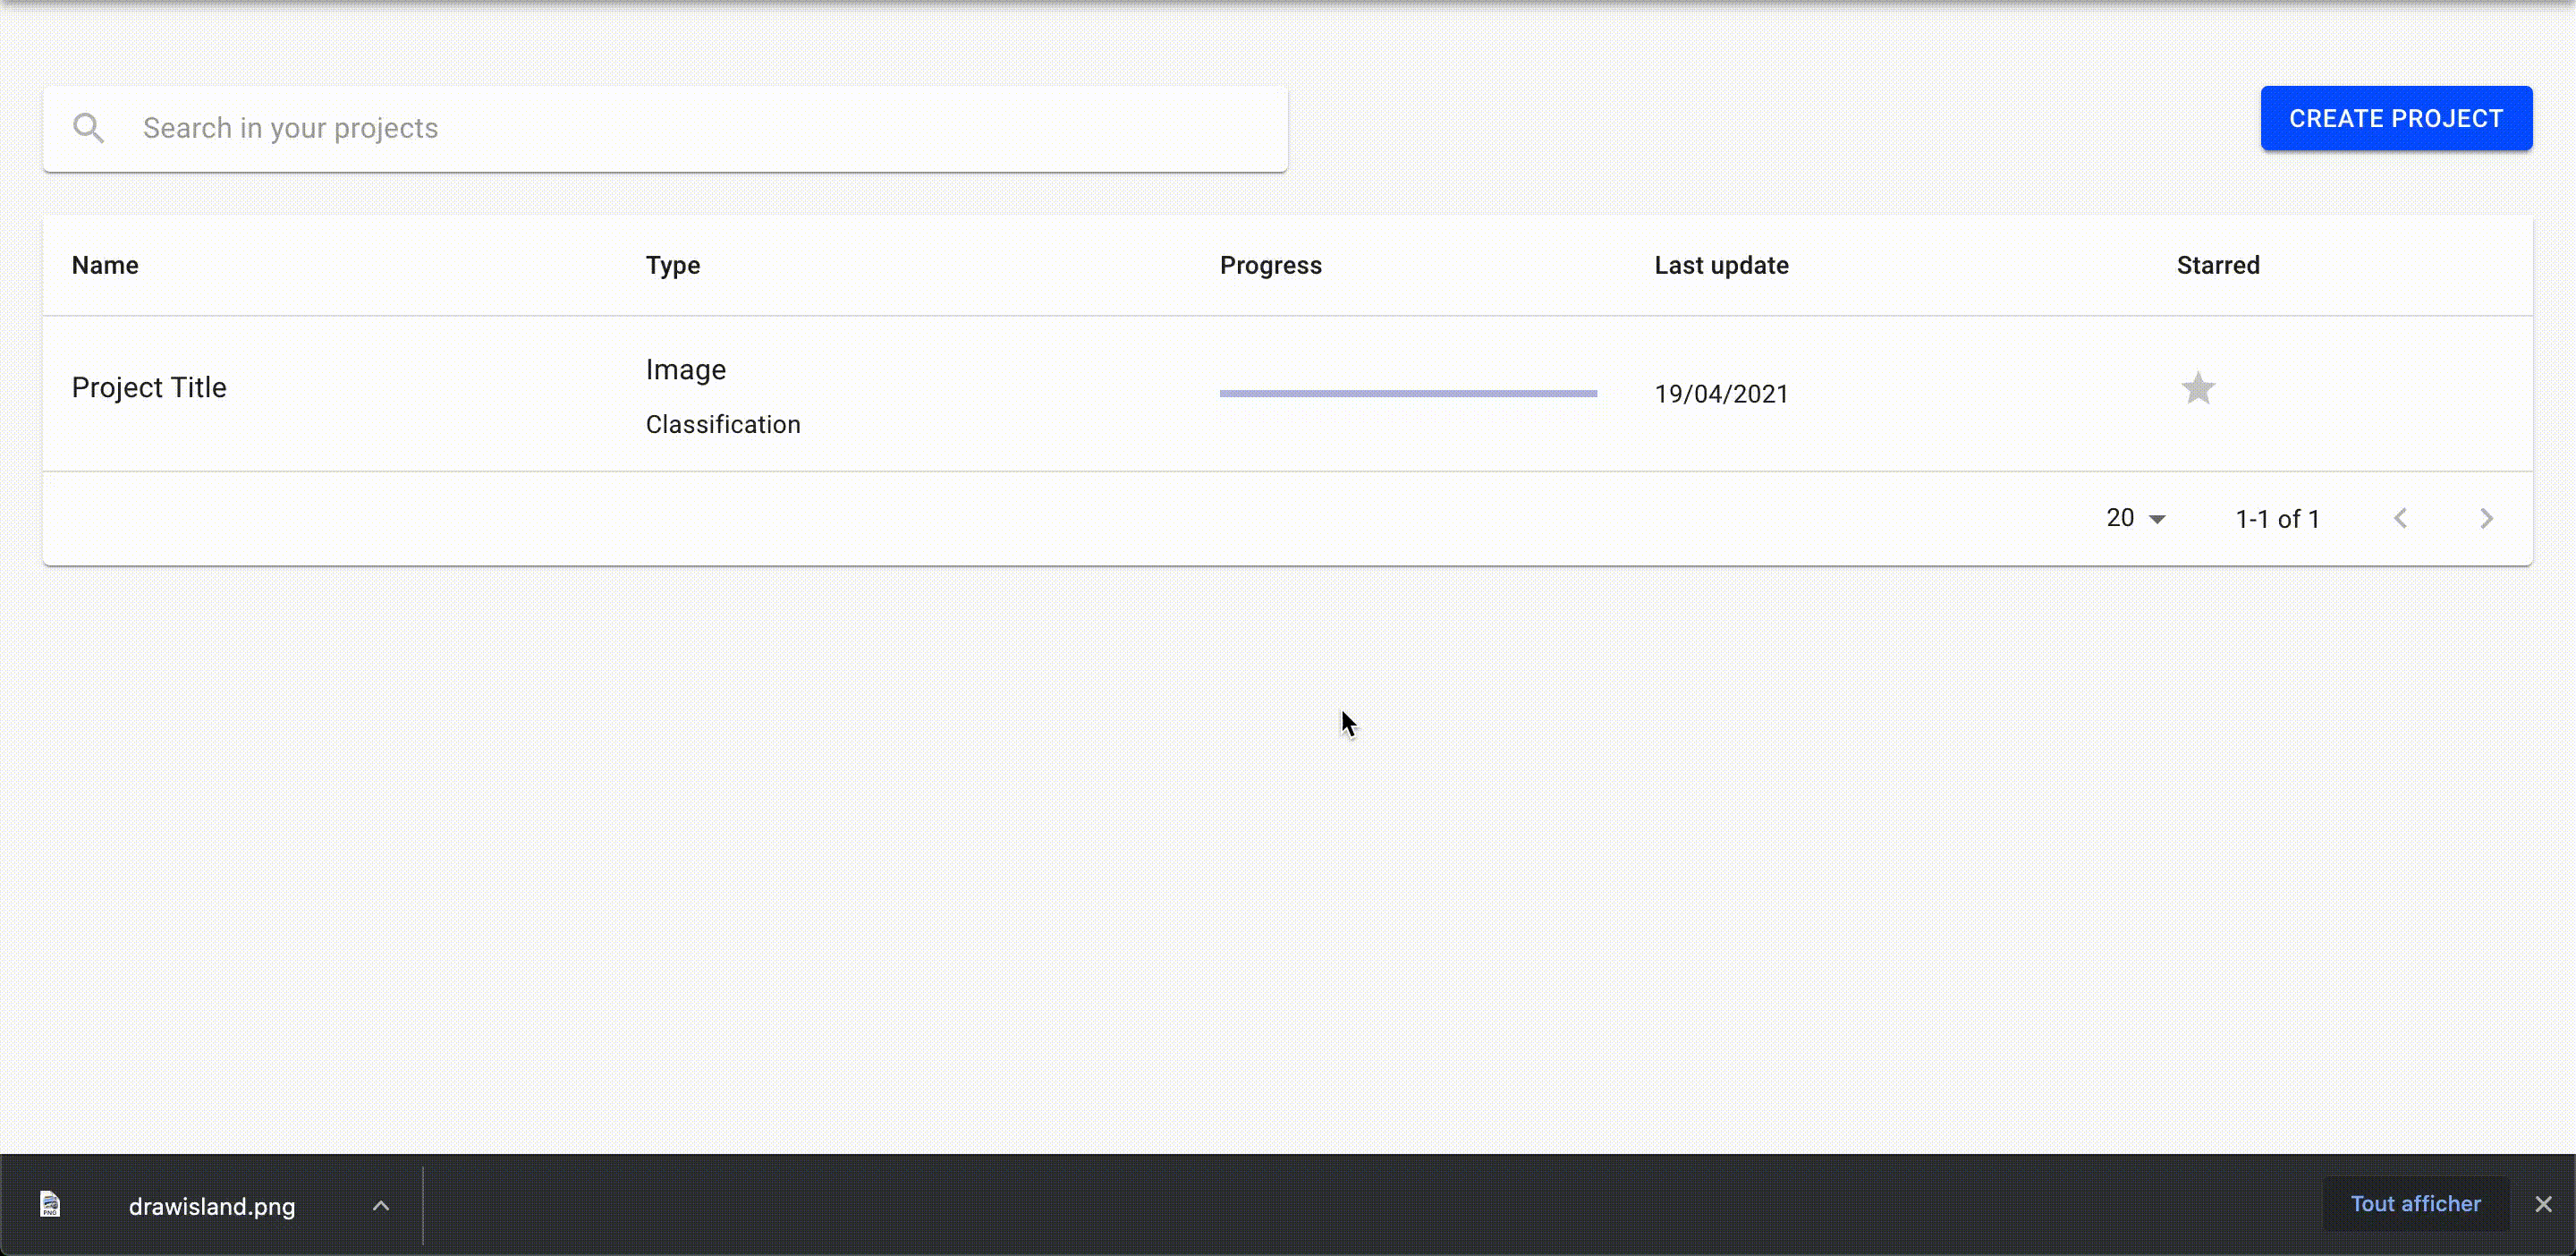 Search in your projects
CREATE PROJECT
Name Type Progress Last update Starred
Project Title Image Classification 19/04/2021
20 1-1 of 1
PNG
drawisland.png
Tout afficher